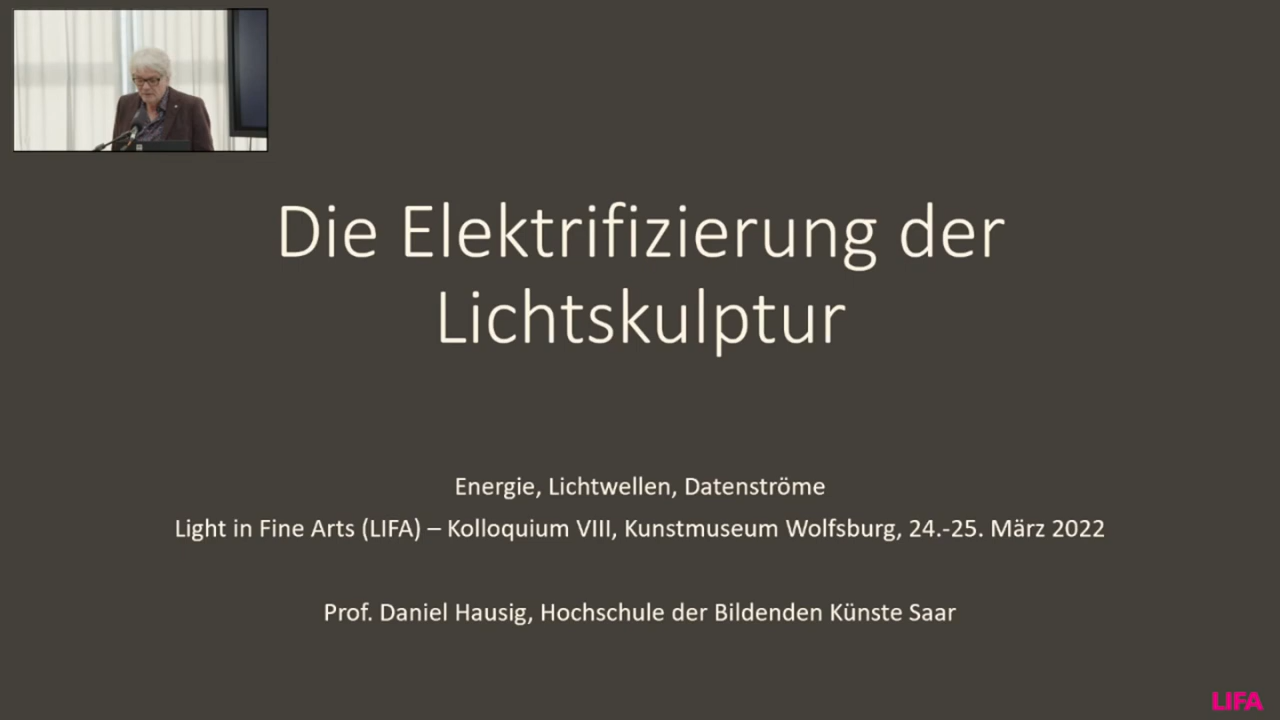 Die Elektrifizierung der
Lichtskulptur
Energie, Lichtwellen, Datenströme
Light in Fine Arts (LIFA) – Kolloquium VIII, Kunstmuseum Wolfsburg, 24.-25. März 2022
Prof. Daniel Hausig, Hochschule der Bildenden Künste Saar
LIFA